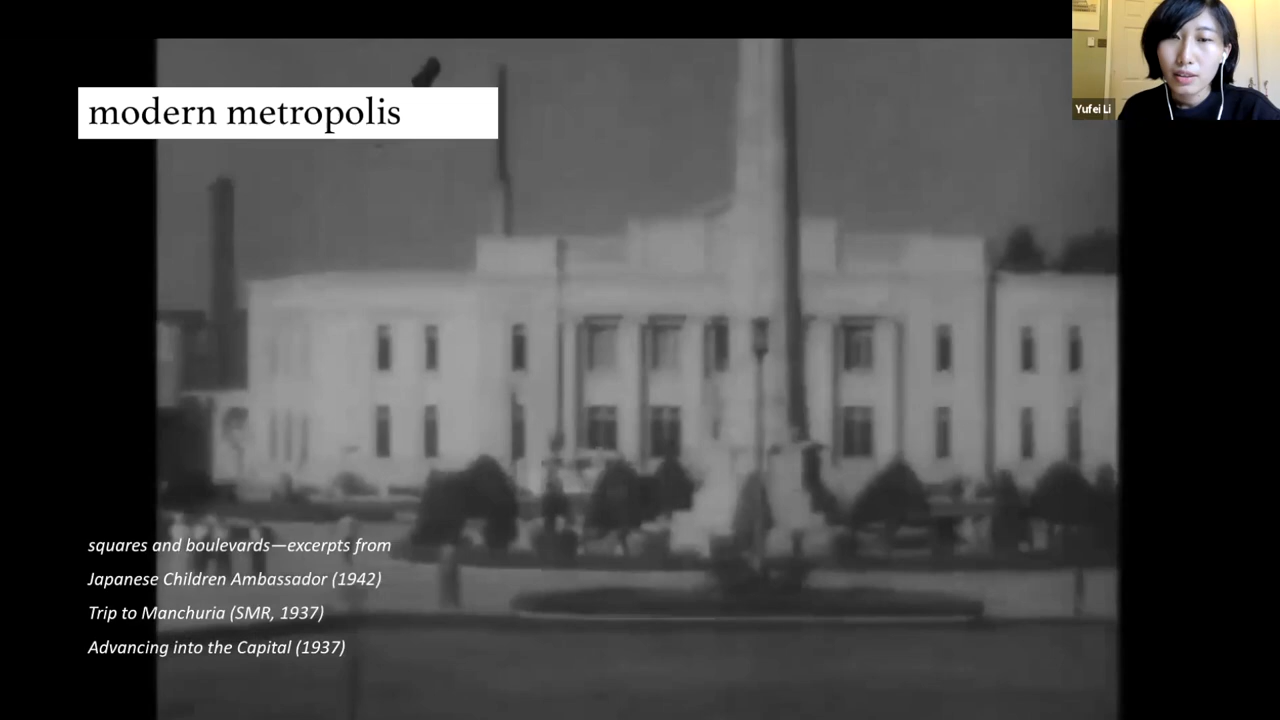 modern metropolis
Yufei Li
squares and boulevards—excerpts from
Japanese Children Ambassador (1942)
Trip to Manchuria (SMR, 1937)
Advancing into the Capital (1937)